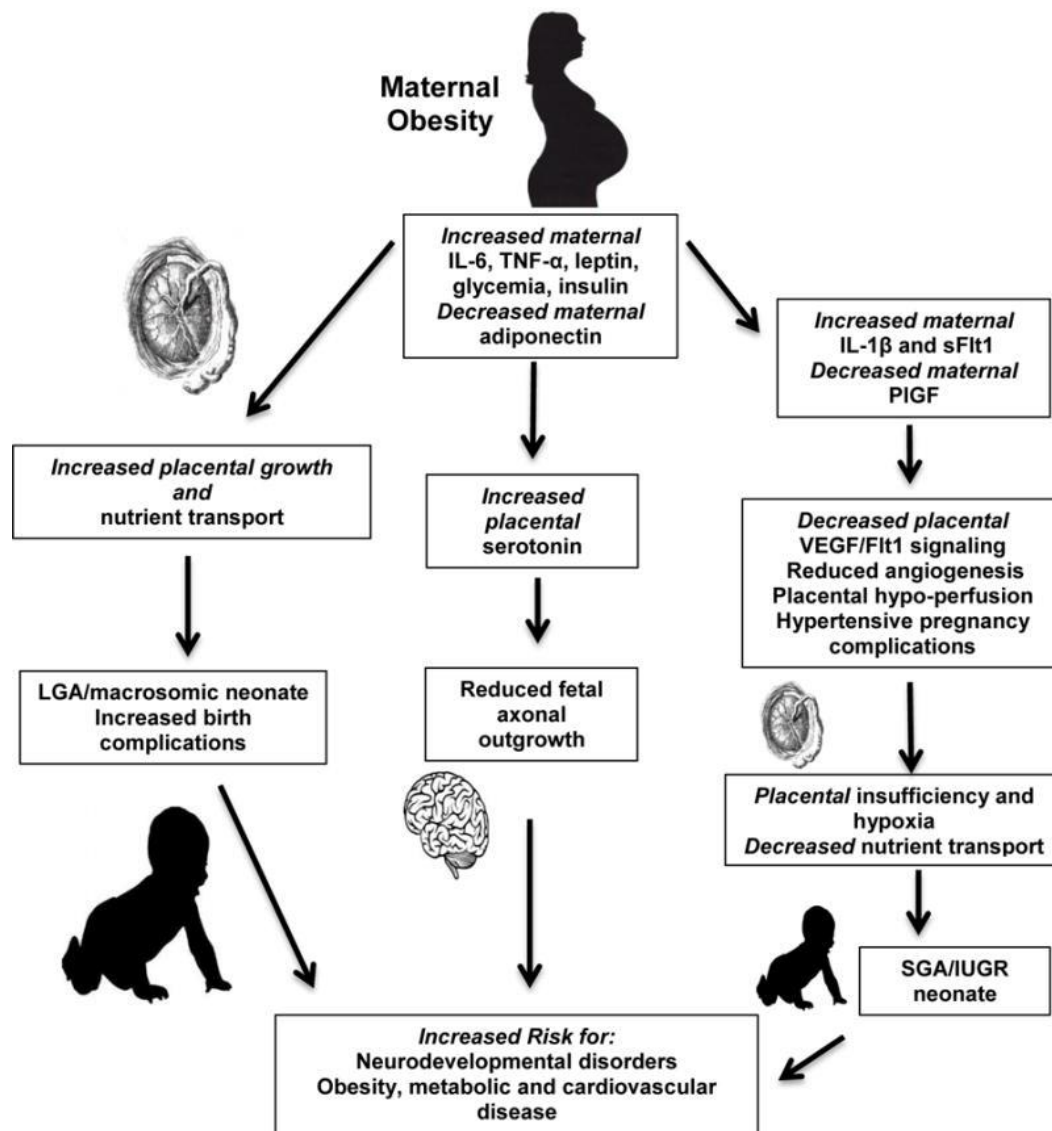 Maternal
Obesity
Increased maternal
IL-6, TNF-α, leptin,
glycemia, insulin
Decreased maternal
adiponectin
Increased maternal
IL-1β and sFlt1
Decreased maternal
PlGF
Increased placental growth
and
nutrient transport
Increased
placental
serotonin
Decreased placental
VEGF/Flt1 signaling
Reduced angiogenesis
Placental hypo-perfusion
Hypertensive pregnancy
complications
LGA/macrosomic neonate
Increased birth
complications
Reduced fetal
axonal
outgrowth
Placental insufficiency and
hypoxia
Decreased nutrient transport
SGA/IUGR
neonate
Increased Risk for:
Neurodevelopmental disorders
Obesity, metabolic and cardiovascular
disease